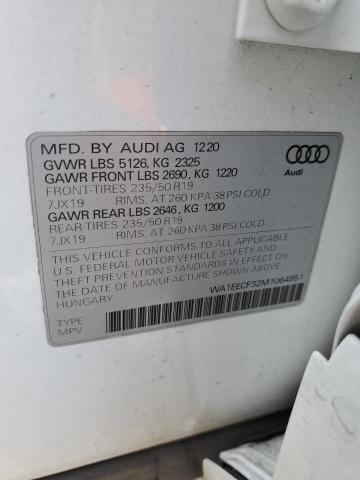 MFD. BY AUDI AG 1220
GVWR LBS 5126, KG 2325
GAWR FRONT LBS 2690, KG 1220
FRONT-TIRES 235/50 R19
7JX19 RIMS, AT 260 KPA 38 PSI COLD
GAWR REAR LBS 2646, KG 1200
REAR-TIRES 235/50 R19
7JX19 RIMS, AT 260 KPA 38 PSI COLD
Audi
THIS VEHICLE CONFORMS TO ALL APPLICABLE
U.S. FEDERAL MOTOR VEHICLE SAFETY AND
THEFT PREVENTION STANDARDS IN EFFECT ON
THE DATE OF MANUFACTURE SHOWN ABOVE
HUNGARY
WA1EECF32M1064951
TYPE
MPV